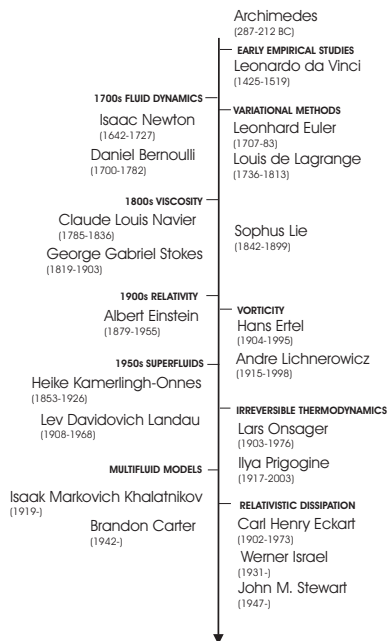 Archimedes
(287-212 BC)
EARLY EMPIRICAL STUDIES
Leonardo da Vinci
(1425-1519)
1700s FLUID DYNAMICS
Isaac Newton
(1642-1727)
Daniel Bernoulli
(1700-1782)
VARIATIONAL METHODS
Leonhard Euler
(1707-83)
Louis de Lagrange
(1736-1813)
1800s VISCOSITY
Claude Louis Navier
(1785-1836)
George Gabriel Stokes
(1819-1903)
Sophus Lie
(1842-1899)
1900s RELATIVITY
Albert Einstein
(1879-1955)
VORTICITY
Hans Ertel
(1904-1995)
Andre Lichnerowicz
(1915-1998)
1950s SUPERFLUIDS
Heike Kamerlingh-Onnes
(1853-1926)
Lev Davidovich Landau
(1908-1968)
IRREVERSIBLE THERMODYNAMICS
Lars Onsager
(1903-1976)
Ilya Prigogine
(1917-2003)
MULTIFLUID MODELS
Isaak Markovich Khalatnikov
(1919-)
Brandon Carter
(1942-)
RELATIVISTIC DISSIPATION
Carl Henry Eckart
(1902-1973)
Werner Israel
(1931-)
John M. Stewart
(1947-)